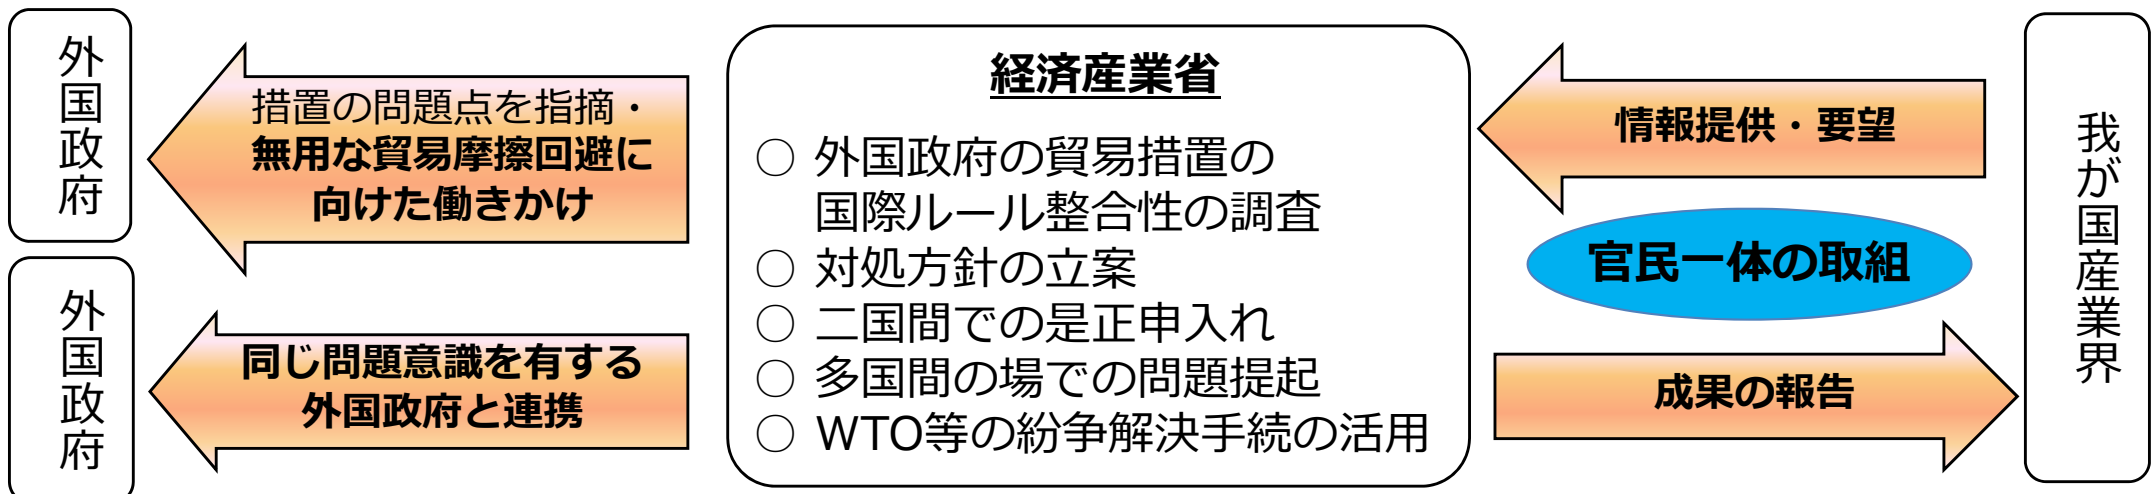 外国政府
措置の問題点を指摘・
無用な貿易摩擦回避に
向けた働きかけ
外国政府
同じ問題意識を有する
外国政府と連携
経済産業省
○ 外国政府の貿易措置の
国際ルール整合性の調査
○ 対処方針の立案
○ 二国間での是正申入れ
○ 多国間の場での問題提起
○ WTO等の紛争解決手続の活用
情報提供・要望
官民一体の取組
成果の報告
我が国産業界